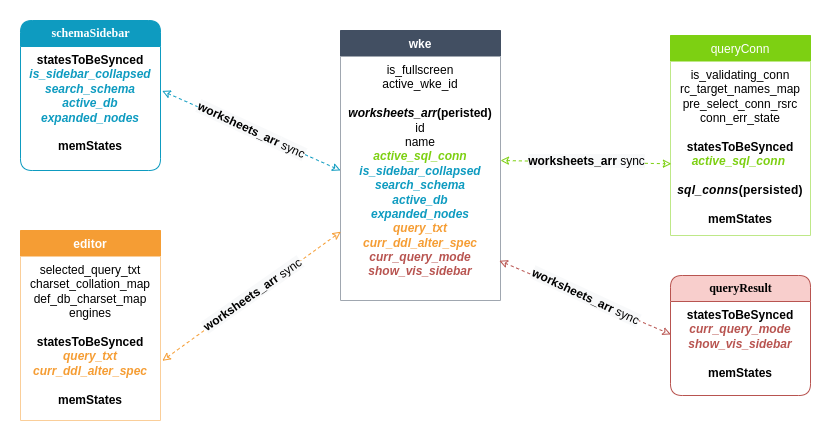 schemaSidebar
statesToBeSynced
is_sidebar_collapsed
search_schema
active_db
expanded_nodes
memStates
editor
selected_query_txt
charset_collation_map
def_db_charset_map
engines
statesToBeSynced
query_txt
curr_ddl_alter_spec
memStates
worksheets_arr sync
worksheets_arr sync
wke
is_fullscreen
active_wke_id
worksheets_arr(peristed)
id
name
active_sql_conn
is_sidebar_collapsed
search_schema
active_db
expanded_nodes
query_txt
curr_ddl_alter_spec
curr_query_mode
show_vis_sidebar
worksheets_arr sync
worksheets_arr sync
queryConn
is_validating_conn
rc_target_names_map
pre_select_conn_rsrc
conn_err_state
statesToBeSynced
active_sql_conn
sql_conns(persisted)
memStates
queryResult
statesToBeSynced
curr_query_mode
show_vis_sidebar
memStates